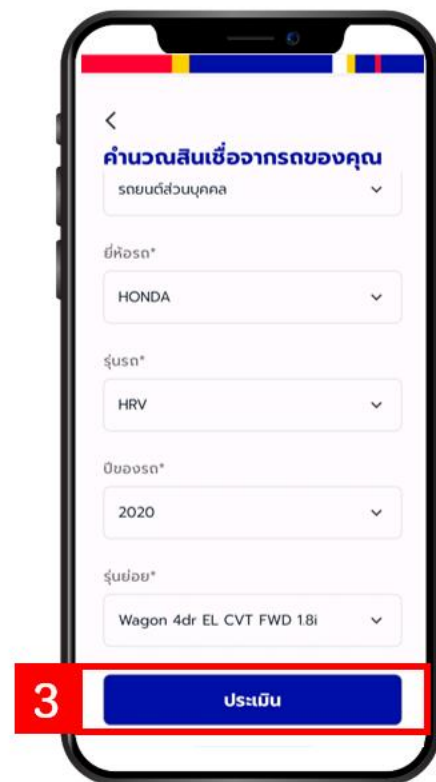 คำนวณสินเชื่อจากรถของคุณ
รถยนต์ส่วนบุคคล
ยี่ห้อรถ*
HONDA
รุ่นรถ*
HRV
ปีของรถ*
2020
รุ่นย่อย*
Wagon 4dr EL CVT FWD 1.8i
3 ประเมิน